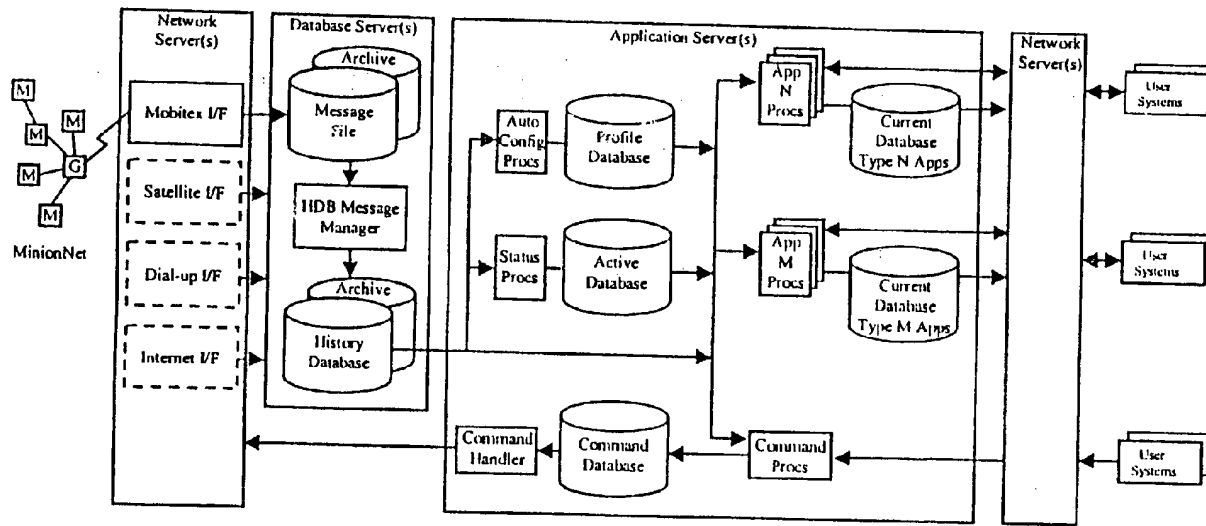 Network
Server(s)
Database Server(s)
Application Server(s)
Network
Server(s)
M
M
M
M
M
G
MinionNet
Mobitex I/F
Satellite I/F
Dial-up I/F
Internet I/F
Archive
Message
File
HDB Message
Manager
Archive
History
Database
Auto
Config
Procs
Profile
Database
Status
Procs
Active
Database
App
N
Procs
Current
Database
Type N Apps
App
M
Procs
Current
Database
Type M Apps
Command
Handler
Command
Database
Command
Procs
User
Systems
User
Systems
User
Systems